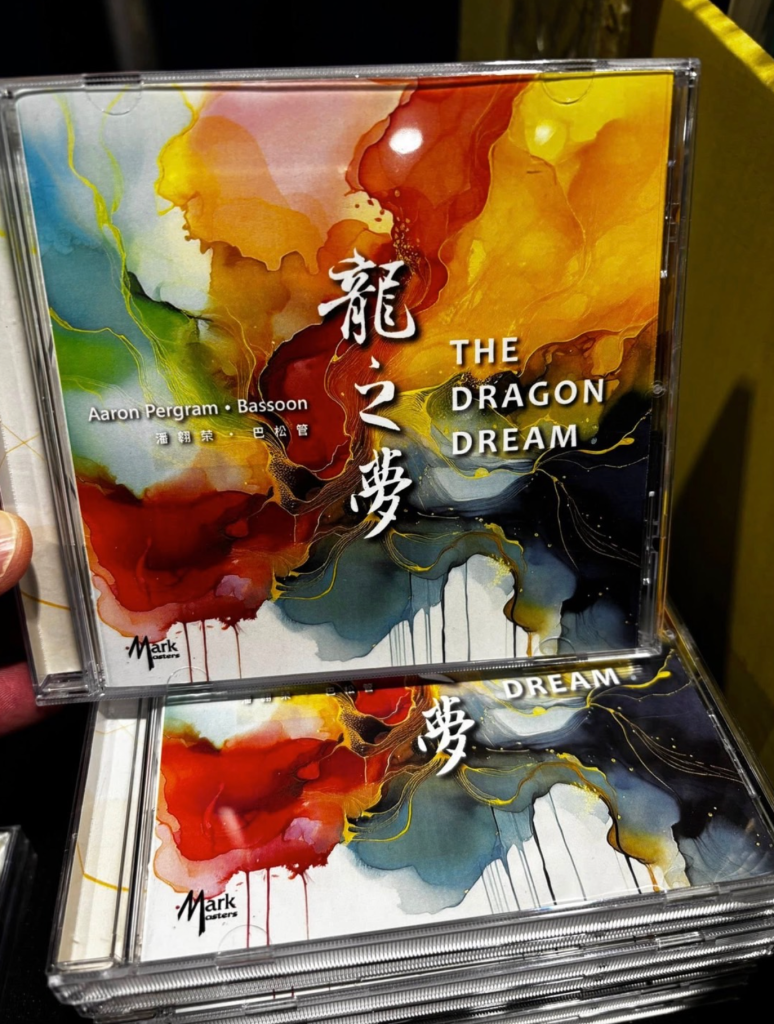 龍之夢
THE
DRAGON
DREAM
Aaron Pergram • Bassoon
潘翱荣 • 巴松管
Mark
Masters
DREAM
夢
Mark
Masters